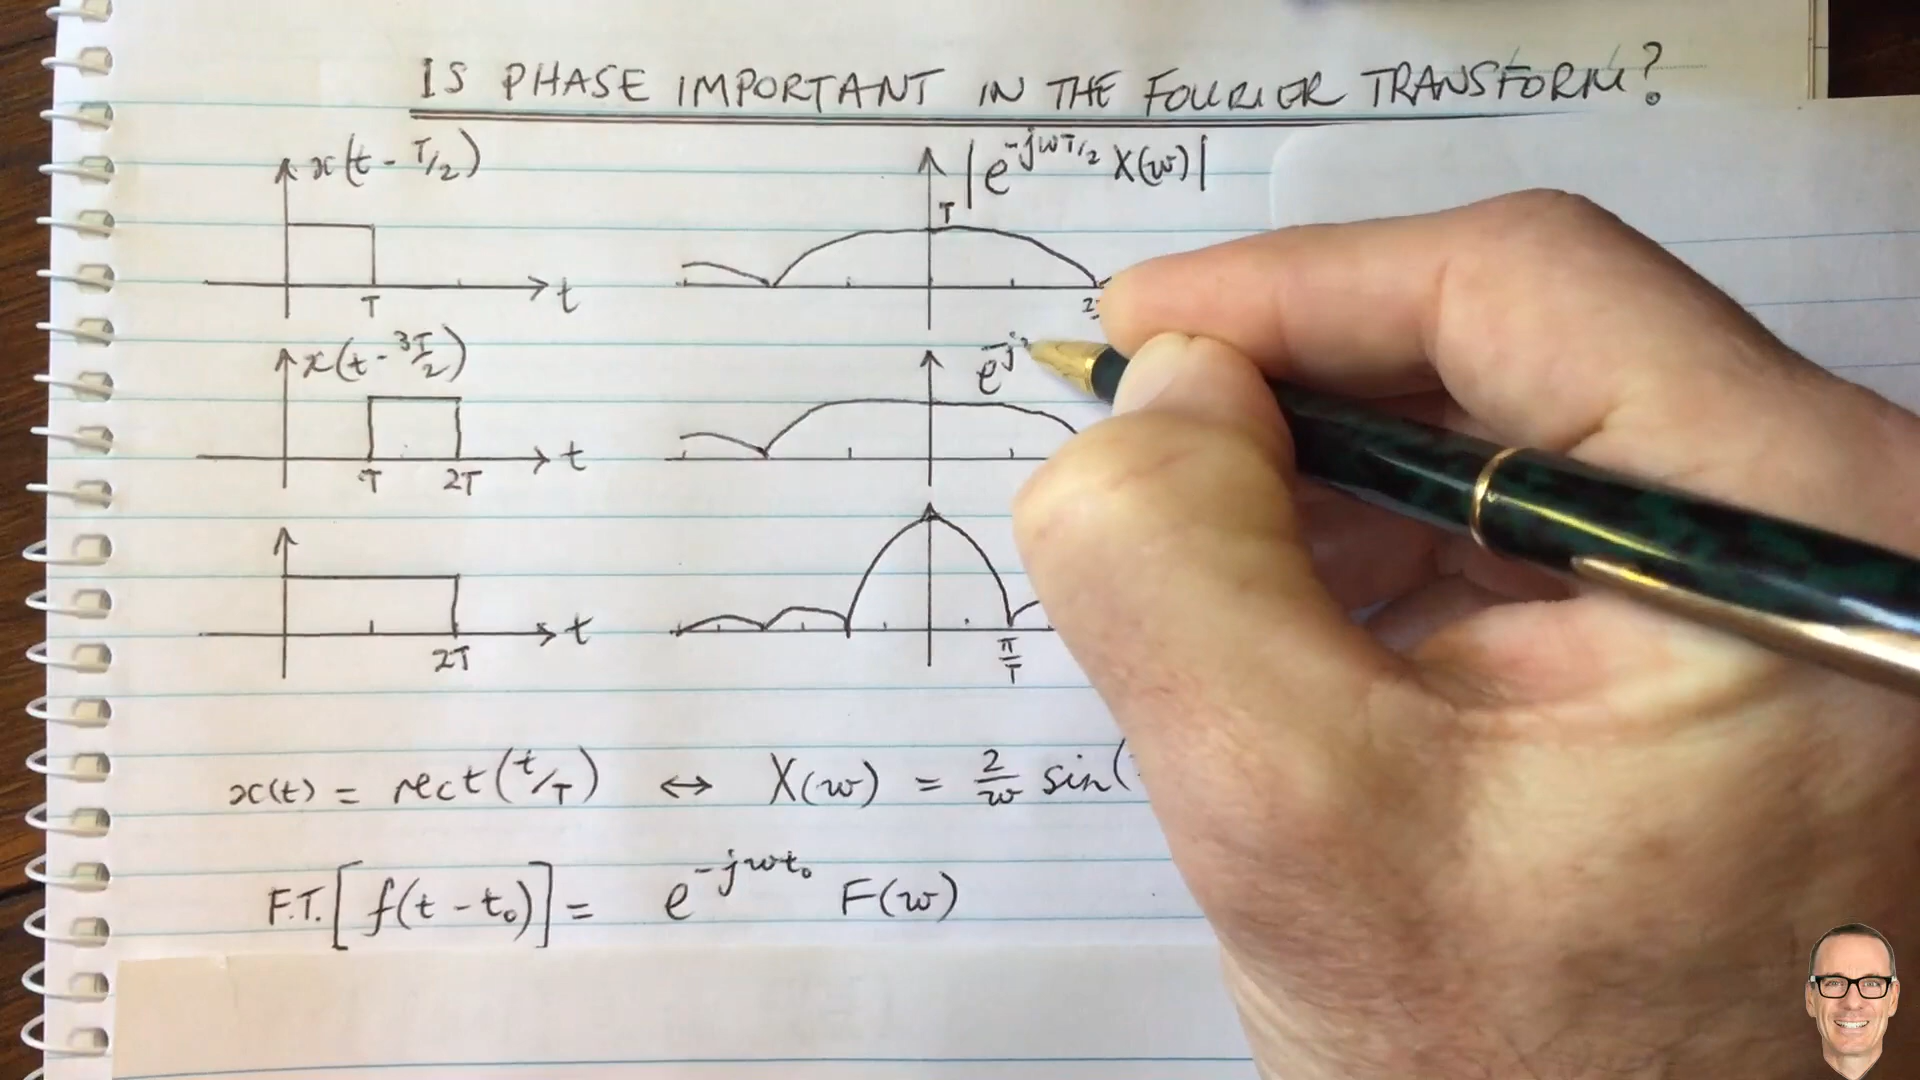 IS PHASE IMPORTANT IN THE FOURIER TRANSFORM?
x(t - T/2)
|e^{-jωT/2} X(ω)|
T
T
t
x(t - 3T/2)
e^{-j
T
2T
t
2T
t
π/T
x(t) = rect(t/T) ↔ X(ω) = 2/ω sin(
F.T.[f(t - t₀)] = e^{-jωt₀} F(ω)